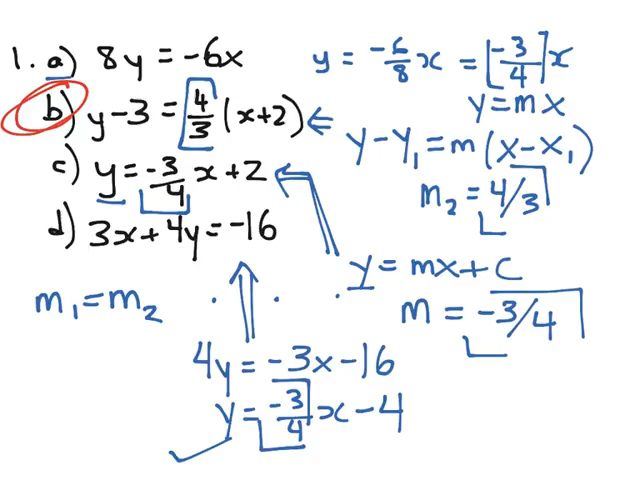 1. a) 8y = -6x
b) y - 3 = 4/3 (x+2)
c) y = -3/4 x + 2
d) 3x + 4y = -16
m₁ = m₂
y = -6/8 x = -3/4 x
y = mx
y - y₁ = m (x - x₁)
m₂ = 4/3
y = mx + c
m = -3/4
4y = -3x - 16
y = -3/4 x - 4